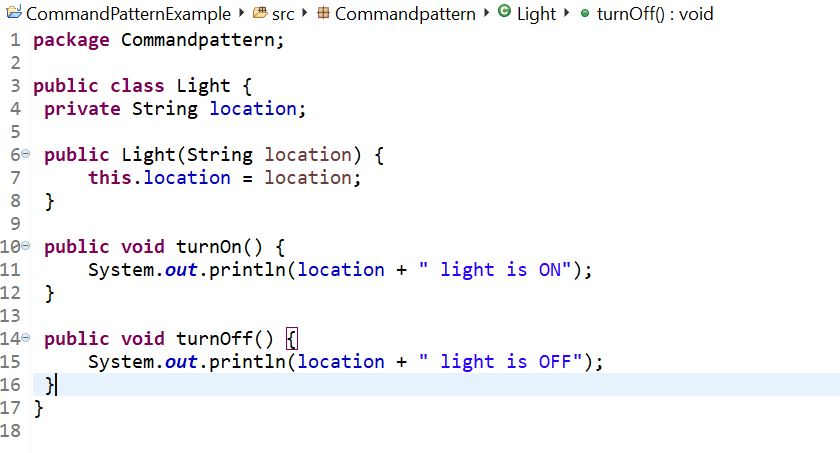 CommandPatternExample src Commandpattern Light turnOff() : void
1 package Commandpattern;
2
3 public class Light {
4 private String location;
5
6 public Light(String location) {
7 this.location = location;
8 }
9
10 public void turnOn() {
11 System.out.println(location + " light is ON");
12 }
13
14 public void turnOff() {
15 System.out.println(location + " light is OFF");
16 }
17 }
18